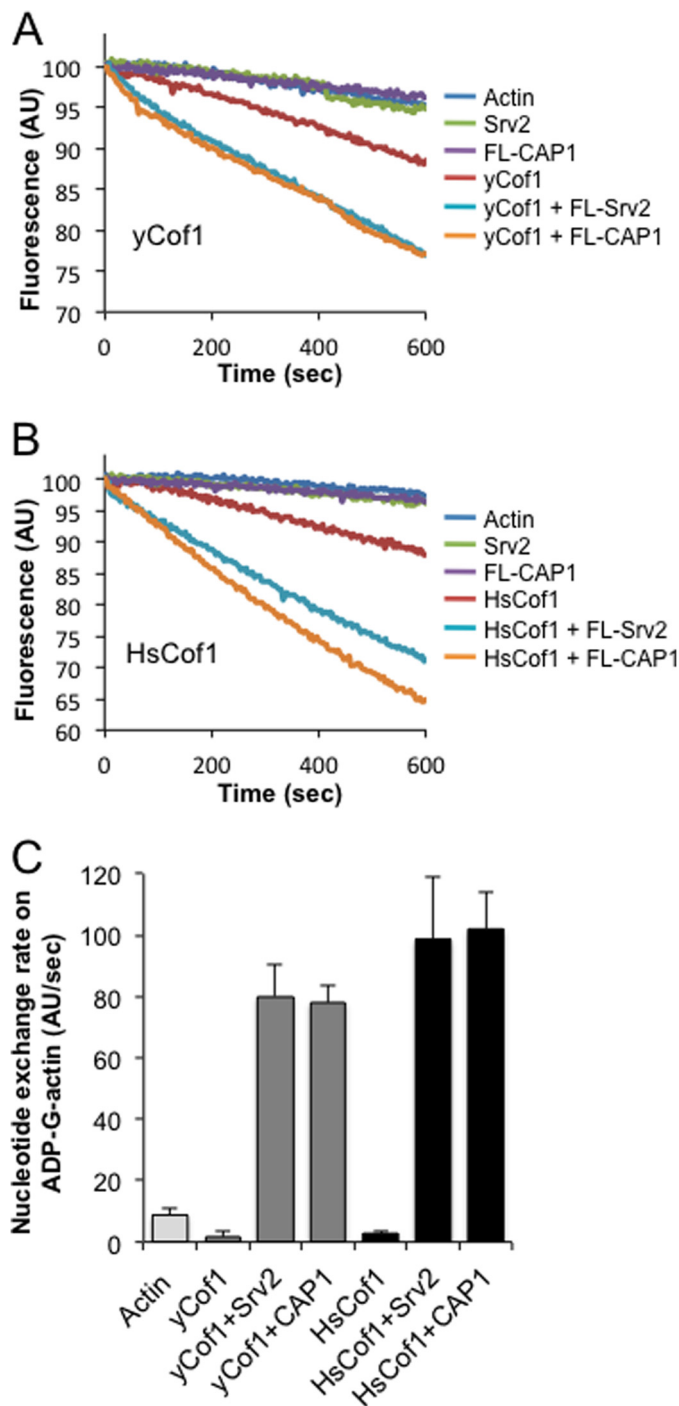 A
Fluorescence (AU)
100
95
90
85
80
75
70
yCof1
0
200
400
600
Time (sec)
Actin
Srv2
FL-CAP1
yCof1
yCof1 + FL-Srv2
yCof1 + FL-CAP1
B
Fluorescence (AU)
100
95
90
85
80
75
70
65
60
HsCof1
0
200
400
600
Time (sec)
Actin
Srv2
FL-CAP1
HsCof1
HsCof1 + FL-Srv2
HsCof1 + FL-CAP1
C
Nucleotide exchange rate on
ADP-G-actin (AU/sec)
120
100
80
60
40
20
0
Actin
yCof1
yCof1+Srv2
yCof1+CAP1
HsCof1
HsCof1+Srv2
HsCof1+CAP1